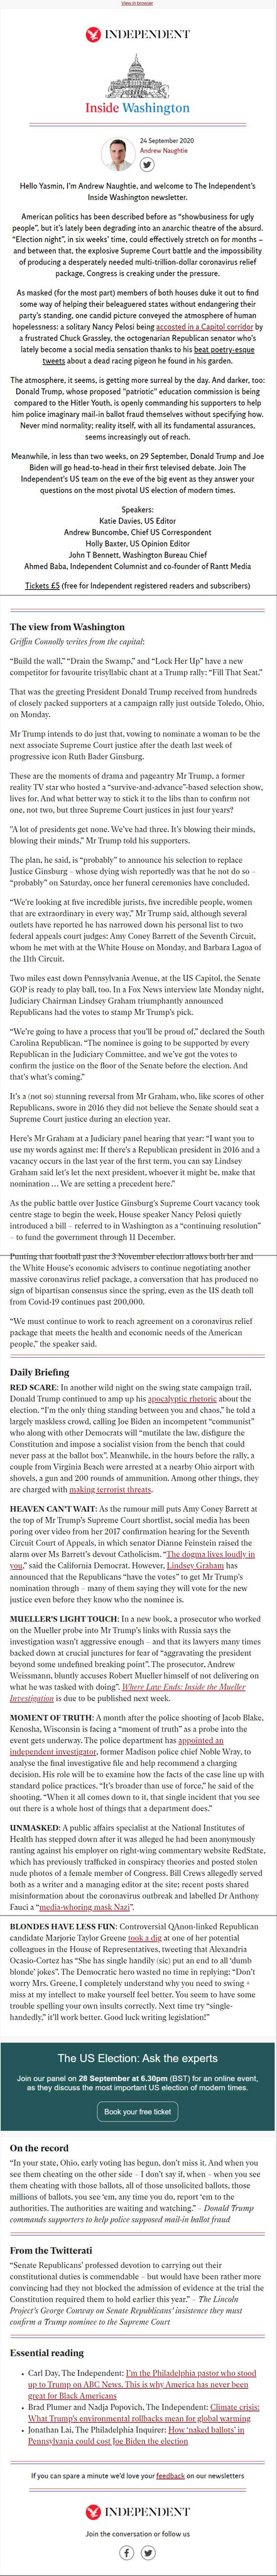 View in browser
INDEPENDENT
Inside Washington
24 September 2020
Andrew Naughtie
Hello Yasmin, I'm Andrew Naughtie, and welcome to The Independent's
Inside Washington newsletter.
American politics has been described before as "showbusiness for ugly
people", but it's lately been degrading into an anarchic theatre of the absurd.
"Election night", in six weeks' time, could effectively stretch on for months –
and between that, the explosive Supreme Court battle and the impossibility
of producing a desperately needed multi-trillion-dollar coronavirus relief
package, Congress is creaking under the pressure.
As masked (for the most part) members of both houses duke it out to find
some way of helping their beleaguered states without endangering their
party's standing, one candid picture conveyed the atmosphere of human
hopelessness: a solitary Nancy Pelosi being accosted in a Capitol corridor by
a frustrated Chuck Grassley, the octogenarian Republican senator who's
lately become a social media sensation thanks to his beat poetry-esque
tweets about a dead racing pigeon he found in his garden.
The atmosphere, it seems, is getting more surreal by the day. And darker, too:
Donald Trump, whose proposed "patriotic" education commission is being
compared to the Hitler Youth, is openly commanding his supporters to help
him police imaginary mail-in ballot fraud themselves without specifying how.
Never mind normality; reality itself, with all its fundamental assurances,
seems increasingly out of reach.
Meanwhile, in less than two weeks, on 29 September, Donald Trump and Joe
Biden will go head-to-head in their first televised debate. Join The
Independent's US team on the eve of the big event as they answer your
questions on the most pivotal US election of modern times.
Speakers:
Katie Davies, US Editor
Andrew Buncombe, Chief US Correspondent
Holly Baxter, US Opinion Editor
John T Bennett, Washington Bureau Chief
Ahmed Baba, Independent Columnist and co-founder of Rantt Media
Tickets £5 (free for Independent registered readers and subscribers)
The view from Washington
Griffin Connolly writes from the capital:
"Build the wall," "Drain the Swamp," and "Lock Her Up" have a new
competitor for favourite trisyllabic chant at a Trump rally: "Fill That Seat."
That was the greeting President Donald Trump received from hundreds
of closely packed supporters at a campaign rally just outside Toledo, Ohio,
on Monday.
Mr Trump intends to do just that, vowing to nominate a woman to be the
next associate Supreme Court justice after the death last week of
progressive icon Ruth Bader Ginsburg.
These are the moments of drama and pageantry Mr Trump, a former
reality TV star who hosted a "survive-and-advance"-based selection show,
lives for. And what better way to stick it to the libs than to confirm not
one, not two, but three Supreme Court justices in just four years?
"A lot of presidents get none. We've had three. It's blowing their minds,
blowing their minds," Mr Trump told his supporters.
The plan, he said, is "probably" to announce his selection to replace
Justice Ginsburg – whose dying wish reportedly was that he not do so –
"probably" on Saturday, once her funeral ceremonies have concluded.
"We're looking at five incredible jurists, five incredible people, women
that are extraordinary in every way," Mr Trump said, although several
outlets have reported he has narrowed down his personal list to two
federal appeals court judges: Amy Coney Barrett of the Seventh Circuit,
whom he met with at the White House on Monday, and Barbara Lagoa of
the 11th Circuit.
Two miles east down Pennsylvania Avenue, at the US Capitol, the Senate
GOP is ready to play ball, too. In a Fox News interview late Monday night,
Judiciary Chairman Lindsey Graham triumphantly announced
Republicans had the votes to stamp Mr Trump's pick.
"We're going to have a process that you'll be proud of," declared the South
Carolina Republican. "The nominee is going to be supported by every
Republican in the Judiciary Committee, and we've got the votes to
confirm the justice on the floor of the Senate before the election. And
that's what's coming."
It's a (not so) stunning reversal from Mr Graham, who, like scores of other
Republicans, swore in 2016 they did not believe the Senate should seat a
Supreme Court justice during an election year.
Here's Mr Graham at a Judiciary panel hearing that year: "I want you to
use my words against me: If there's a Republican president in 2016 and a
vacancy occurs in the last year of the first term, you can say Lindsey
Graham said let's let the next president, whoever it might be, make that
nomination … We are setting a precedent here."
As the public battle over Justice Ginsburg's Supreme Court vacancy took
centre stage to begin the week, House speaker Nancy Pelosi quietly
introduced a bill – referred to in Washington as a "continuing resolution"
– to fund the government through 11 December.
Punting that football past the 3 November election allows both her and
the White House's economic advisers to continue negotiating another
massive coronavirus relief package, a conversation that has produced no
sign of bipartisan consensus since the spring, even as the US death toll
from Covid-19 continues past 200,000.
"We must continue to work to reach agreement on a coronavirus relief
package that meets the health and economic needs of the American
people," the speaker said.
Daily Briefing
RED SCARE: In another wild night on the swing state campaign trail,
Donald Trump continued to amp up his apocalyptic rhetoric about the
election. "I'm the only thing standing between you and chaos," he told a
largely maskless crowd, calling Joe Biden an incompetent "communist"
who along with other Democrats will "mutilate the law, disfigure the
Constitution and impose a socialist vision from the bench that could
never pass at the ballot box". Meanwhile, in the hours before the rally, a
couple from Virginia Beach were arrested at a nearby Ohio airport with
shovels, a gun and 200 rounds of ammunition. Among other things, they
are charged with making terrorist threats.
HEAVEN CAN'T WAIT: As the rumour mill puts Amy Coney Barrett at
the top of Mr Trump's Supreme Court shortlist, social media has been
poring over video from her 2017 confirmation hearing for the Seventh
Circuit Court of Appeals, in which senator Dianne Feinstein raised the
alarm over Ms Barrett's devout Catholicism. "The dogma lives loudly in
you," said the California Democrat. However, Lindsey Graham has
announced that the Republicans "have the votes" to get Mr Trump's
nomination through – many of them saying they will vote for the new
justice even before they know who the nominee is.
MUELLER'S LIGHT TOUCH: In a new book, a prosecutor who worked
on the Mueller probe into Mr Trump's links with Russia says the
investigation wasn't aggressive enough – and that its lawyers many times
backed down at crucial junctures for fear of "aggravating the president
beyond some undefined breaking point". The prosecutor, Andrew
Weissmann, bluntly accuses Robert Mueller himself of not delivering on
what he was tasked with doing". Where Law Ends: Inside the Mueller
Investigation is due to be published next week.
MOMENT OF TRUTH: A month after the police shooting of Jacob Blake,
Kenosha, Wisconsin is facing a "moment of truth" as a probe into the
event gets underway. The police department has appointed an
independent investigator, former Madison police chief Noble Wray, to
analyse the final investigative file and help recommend a charging
decision. His role will be to examine how the facts of the case line up with
standard police practices. "It's bigger than use of force," he said of the
shooting. "When it all comes down to it, that single incident that you see
out there is a whole host of things that a department does."
UNMASKED: A public affairs specialist at the National Institutes of
Health has stepped down after it was alleged he had been anonymously
ranting against his employer on right-wing commentary website RedState,
which has previously trafficked in conspiracy theories and posted stolen
nude photos of a female member of Congress. Bill Crews allegedly served
both as a writer and a managing editor at the site; recent posts shared
misinformation about the coronavirus outbreak and labelled Dr Anthony
Fauci a "media-whoring mask Nazi".
BLONDES HAVE LESS FUN: Controversial QAnon-linked Republican
candidate Marjorie Taylor Greene took a dig at one of her potential
colleagues in the House of Representatives, tweeting that Alexandria
Ocasio-Cortez has "She has single handily (sic) put an end to all 'dumb
blonde' jokes". The Democratic hero wasted no time in replying: "Don't
worry Mrs. Greene, I completely understand why you need to swing +
miss at my intellect to make yourself feel better. You seem to have some
trouble spelling your own insult correctly. Next time try "single-
handedly," it'll work better. Good luck writing legislation!"
The US Election: Ask the experts
Join our panel on 28 September at 6.30pm (BST) for an online event,
as they discuss the most important US election of modern times.
Book your free ticket
On the record
"In your state, Ohio, early voting has begun, don't miss it. And when you
see them cheating on the other side – I don't say if, when – when you see
them cheating with those ballots, all of those unsolicited ballots, those
millions of ballots, you see 'em, any time you do, report 'em to the
authorities. The authorities are waiting and watching." – Donald Trump
commands supporters to help police supposed mail-in ballot fraud
From the Twitterati
"Senate Republicans' professed devotion to carrying out their
constitutional duties is commendable – but would have been rather more
convincing had they not blocked the admission of evidence at the trial the
Constitution required them to hold earlier this year." – The Lincoln
Project's George Conway on Senate Republicans' insistence they must
confirm a Trump nominee to the Supreme Court
Essential reading
• Carl Day, The Independent: I'm the Philadelphia pastor who stood
up to Trump on ABC News. This is why America has never been
great for Black Americans
• Brad Plumer and Nadja Popovich, The Independent: Climate crisis:
What Trump's environmental rollbacks mean for global warming
• Jonathan Lai, The Philadelphia Inquirer: How 'naked ballots' in
Pennsylvania could cost Joe Biden the election
If you can spare a minute we'd love your feedback on our newsletters
INDEPENDENT
Join the conversation or follow us